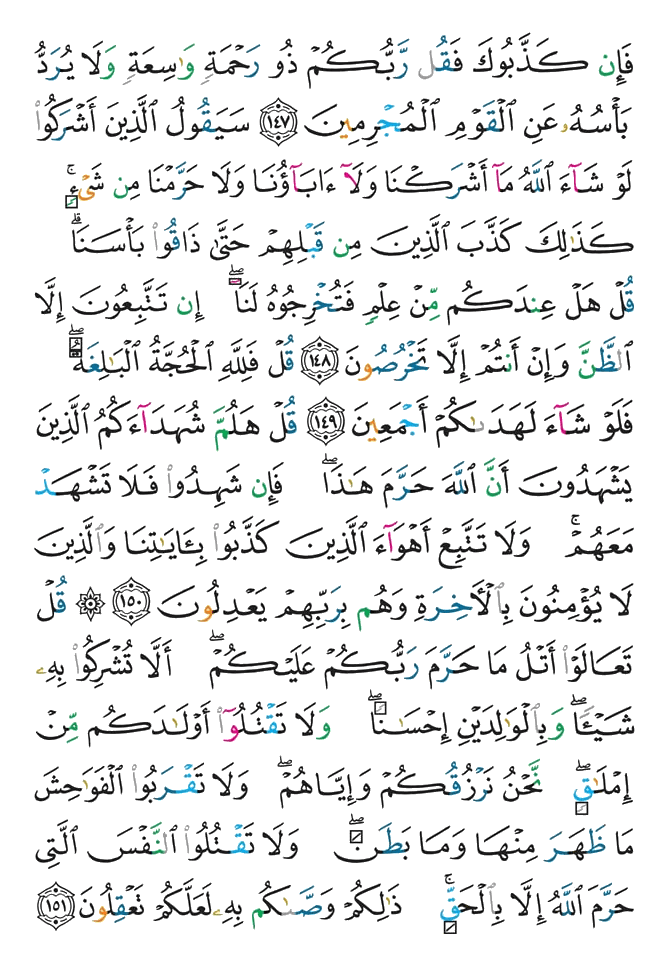 فَإِن كَذَّبُوكَ فَقُل رَّبُّكُمْ ذُو رَحْمَةٍ وَٰسِعَةٍ وَلَا يُرَدُّ
بَأْسُهُۥ عَنِ ٱلْقَوْمِ ٱلْمُجْرِمِينَ ١٤٧ سَيَقُولُ ٱلَّذِينَ أَشْرَكُوا۟
لَوْ شَآءَ ٱللَّهُ مَآ أَشْرَكْنَا وَلَآ ءَابَآؤُنَا وَلَا حَرَّمْنَا مِن شَىْءٍ ۚ
كَذَٰلِكَ كَذَّبَ ٱلَّذِينَ مِن قَبْلِهِمْ حَتَّىٰ ذَاقُوا۟ بَأْسَنَا ۗ
قُلْ هَلْ عِندَكُم مِّنْ عِلْمٍ فَتُخْرِجُوهُ لَنَآ ۖ إِن تَتَّبِعُونَ إِلَّا
ٱلظَّنَّ وَإِنْ أَنتُمْ إِلَّا تَخْرُصُونَ ١٤٨ قُلْ فَلِلَّهِ ٱلْحُجَّةُ ٱلْبَٰلِغَةُ ۖ
فَلَوْ شَآءَ لَهَدَىٰكُمْ أَجْمَعِينَ ١٤٩ قُلْ هَلُمَّ شُهَدَآءَكُمُ ٱلَّذِينَ
يَشْهَدُونَ أَنَّ ٱللَّهَ حَرَّمَ هَٰذَا ۖ فَإِن شَهِدُوا۟ فَلَا تَشْهَدْ
مَعَهُمْ ۚ وَلَا تَتَّبِعْ أَهْوَآءَ ٱلَّذِينَ كَذَّبُوا۟ بِـَٔايَٰتِنَا وَٱلَّذِينَ
لَا يُؤْمِنُونَ بِٱلْأَخِرَةِ وَهُم بِرَبِّهِمْ يَعْدِلُونَ ١٥٠ ۞ قُلْ
تَعَالَوْا۟ أَتْلُ مَا حَرَّمَ رَبُّكُمْ عَلَيْكُمْ ۖ أَلَّا تُشْرِكُوا۟ بِهِۦ
شَيْـًٔا ۖ وَبِٱلْوَٰلِدَيْنِ إِحْسَٰنًا ۖ وَلَا تَقْتُلُوٓا۟ أَوْلَٰدَكُم مِّنْ
إِمْلَٰقٍ ۖ نَّحْنُ نَرْزُقُكُمْ وَإِيَّاهُمْ ۖ وَلَا تَقْرَبُوا۟ ٱلْفَوَٰحِشَ
مَا ظَهَرَ مِنْهَا وَمَا بَطَنَ ۖ وَلَا تَقْتُلُوا۟ ٱلنَّفْسَ ٱلَّتِى
حَرَّمَ ٱللَّهُ إِلَّا بِٱلْحَقِّ ۚ ذَٰلِكُمْ وَصَّىٰكُم بِهِۦ لَعَلَّكُمْ تَعْقِلُونَ ١٥١